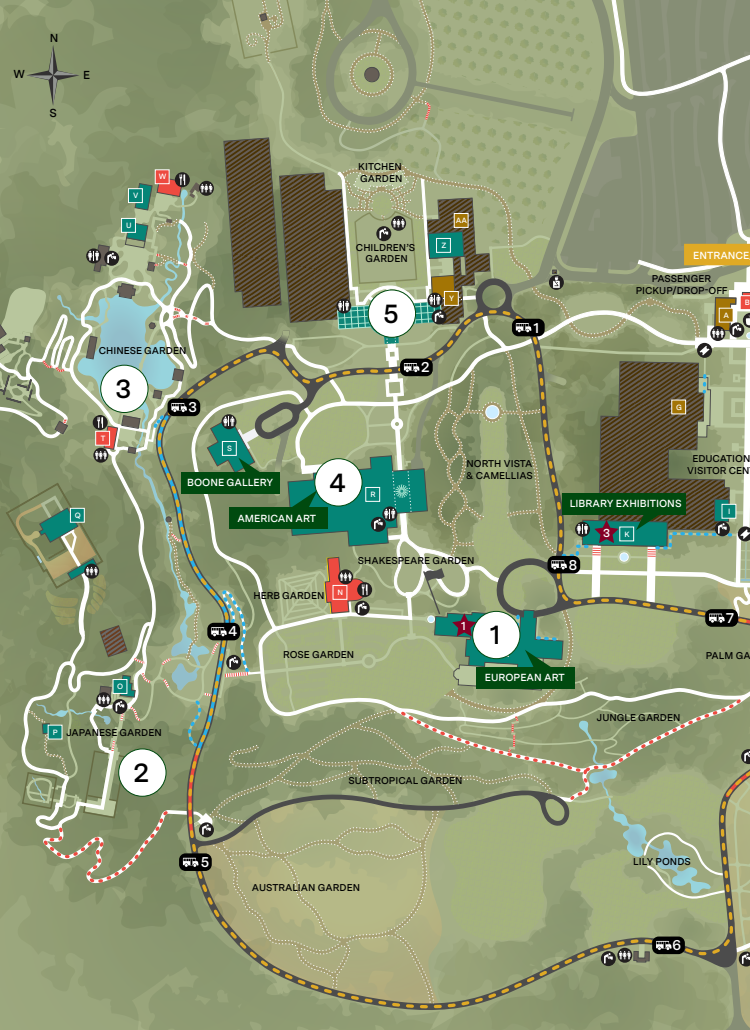 N
W E
S
W
V
U
KITCHEN
GARDEN
AA
Z
CHILDREN'S
GARDEN
Y
ENTRANCE
PASSENGER
PICKUP/DROP-OFF
B
A
5
1
2
CHINESE GARDEN
3
3
T
G
S
BOONE GALLERY
4
R
AMERICAN ART
NORTH VISTA
& CAMELLIAS
EDUCATION
VISITOR CENT
LIBRARY EXHIBITIONS
3
K
I
Q
SHAKESPEARE GARDEN
8
HERB GARDEN
N
7
4
1
1
ROSE GARDEN
EUROPEAN ART
PALM GA
O
P
JAPANESE GARDEN
JUNGLE GARDEN
2
SUBTROPICAL GARDEN
5
LILY PONDS
AUSTRALIAN GARDEN
6